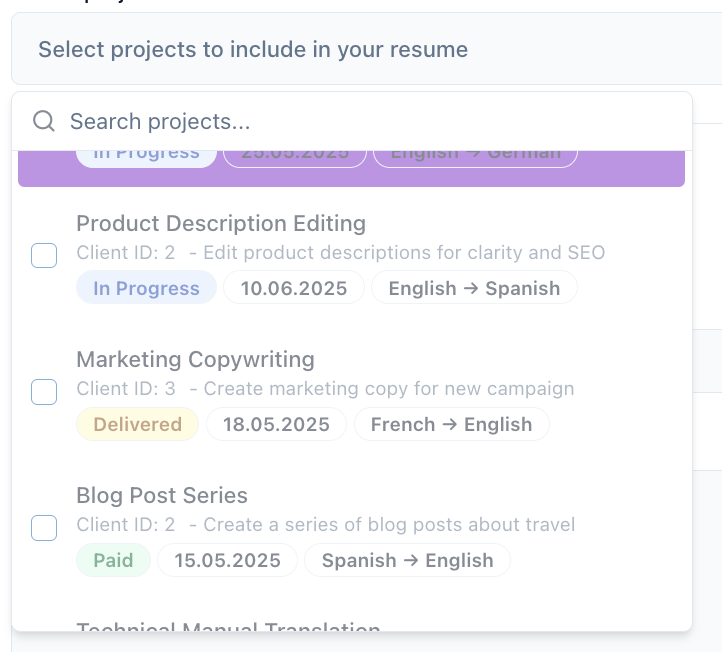 Select projects to include in your resume
Search projects...
In Progress 25.05.2025 English → German
Product Description Editing
Client ID: 2 - Edit product descriptions for clarity and SEO
In Progress 10.06.2025 English → Spanish
Marketing Copywriting
Client ID: 3 - Create marketing copy for new campaign
Delivered 18.05.2025 French → English
Blog Post Series
Client ID: 2 - Create a series of blog posts about travel
Paid 15.05.2025 Spanish → English
Technical Manual Translation